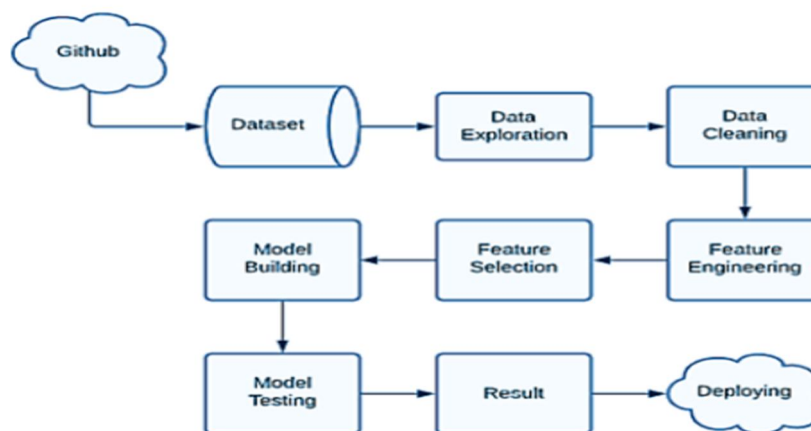 Github
Dataset
Data
Exploration
Data
Cleaning
Model
Building
Feature
Selection
Feature
Engineering
Model
Testing
Result
Deploying